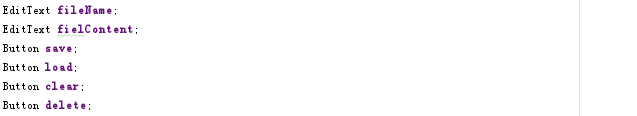 EditText fileName;
EditText fielContent;
Button save;
Button load;
Button clear;
Button delete;